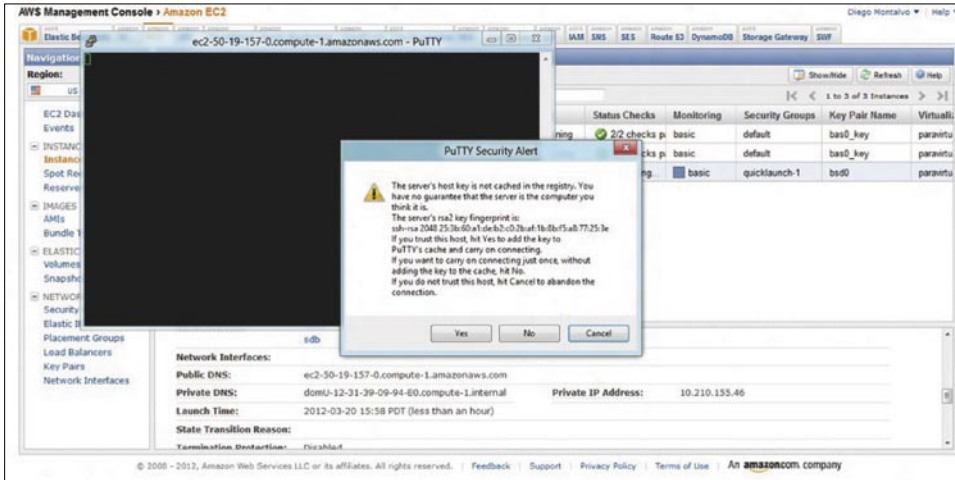 AWS Management Console > Amazon EC2
Diego Montalvo
Help
Elastic Be
IAM
SNS
SES
Route 53
DynamoDB
Storage Gateway
SWF
ec2-50-19-157-0.compute-1.amazonaws.com - PuTTY
Navigation
Region:
US
EC2 Das
Events
INSTANC
Instanc
Spot Re
Reserve
IMAGES
AMIs
Bundle T
ELASTIC
Volumes
Snapsho
NETWOR
Security
Elastic I
Placement Groups
Load Balancers
Key Pairs
Network Interfaces
Show/Hide
Refresh
Help
1 to 3 of 3 Instances
Status Checks Monitoring Security Groups Key Pair Name Virtuali
ning 2/2 checks p basic default bas0_key paravirtu
cks p basic default bas0_key paravirtu
ng... basic quicklaunch-1 bsd0 paravirtu
PuTTY Security Alert
The server's host key is not cached in the registry. You
have no guarantee that the server is the computer you
think it is.
The server's rsa2 key fingerprint is:
ssh-rsa 2048 25:3b:60:a1:de:b2:c0:2b:af:1b:8b:f5:a8:77:25:3e
If you trust this host, hit Yes to add the key to
PuTTY's cache and carry on connecting.
If you want to carry on connecting just once, without
adding the key to the cache, hit No.
If you do not trust this host, hit Cancel to abandon the
connection.
Yes
No
Cancel
sdb
Network Interfaces:
Public DNS: ec2-50-19-157-0.compute-1.amazonaws.com
Private DNS: domU-12-31-39-09-94-E0.compute-1.internal Private IP Address: 10.210.155.46
Launch Time: 2012-03-20 15:58 PDT (less than an hour)
State Transition Reason:
Termination Protection: Disabled
© 2008 - 2012, Amazon Web Services LLC or its affiliates. All rights reserved. | Feedback | Support | Privacy Policy | Terms of Use | An amazon.com company